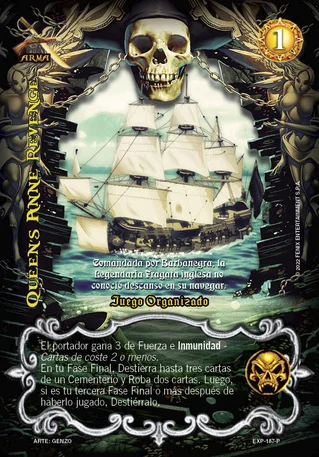 ARMA
1
QUEEN'S ANNE REVENGE
Comandada por Barbanegra, la
legendaria fragata inglesa no
conoció descanso en su navegar.
Juego Organizado
© 2022 FENIX ENTERTAINMENT S.P.A.
El portador gana 3 de Fuerza e Inmunidad -
Cartas de coste 2 o menos.
En tu Fase Final, Destierra hasta tres cartas
de un Cementerio y Roba dos cartas. Luego,
si es tu tercera Fase Final o más después de
haberlo jugado, Destiérralo.
ARTE: GENZO
EXP-187-P